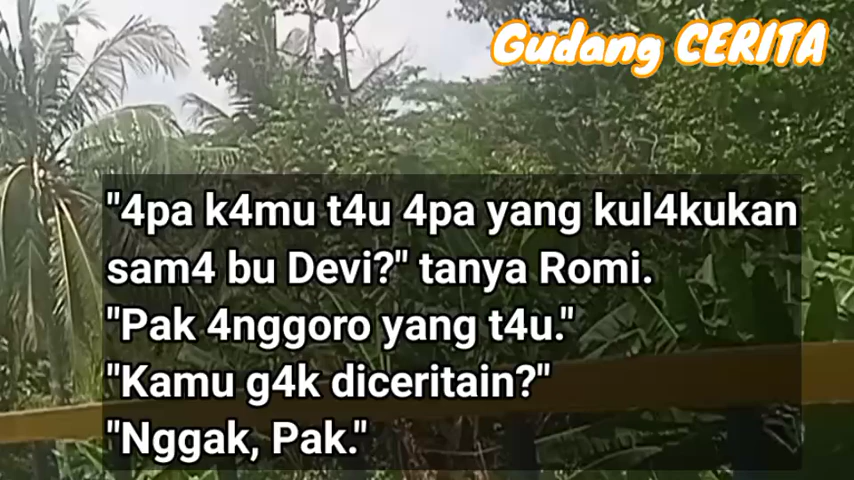 Gudang CERITA
"4pa k4mu t4u 4pa yang kul4kukan
sam4 bu Devi?" tanya Romi.
"Pak 4nggoro yang t4u."
"Kamu g4k diceritain?"
"Nggak, Pak."